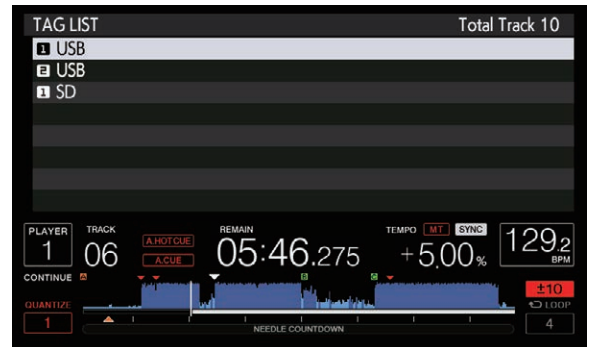 TAG LIST Total Track 10
1 USB
2 USB
1 SD
PLAYER TRACK REMAIN TEMPO MT SYNC
1 06 A.HOTCUE A.CUE 05:46.275 +5.00% 129.2 BPM
CONTINUE A B C
QUANTIZE ±10 LOOP
1 NEEDLE COUNTDOWN 4